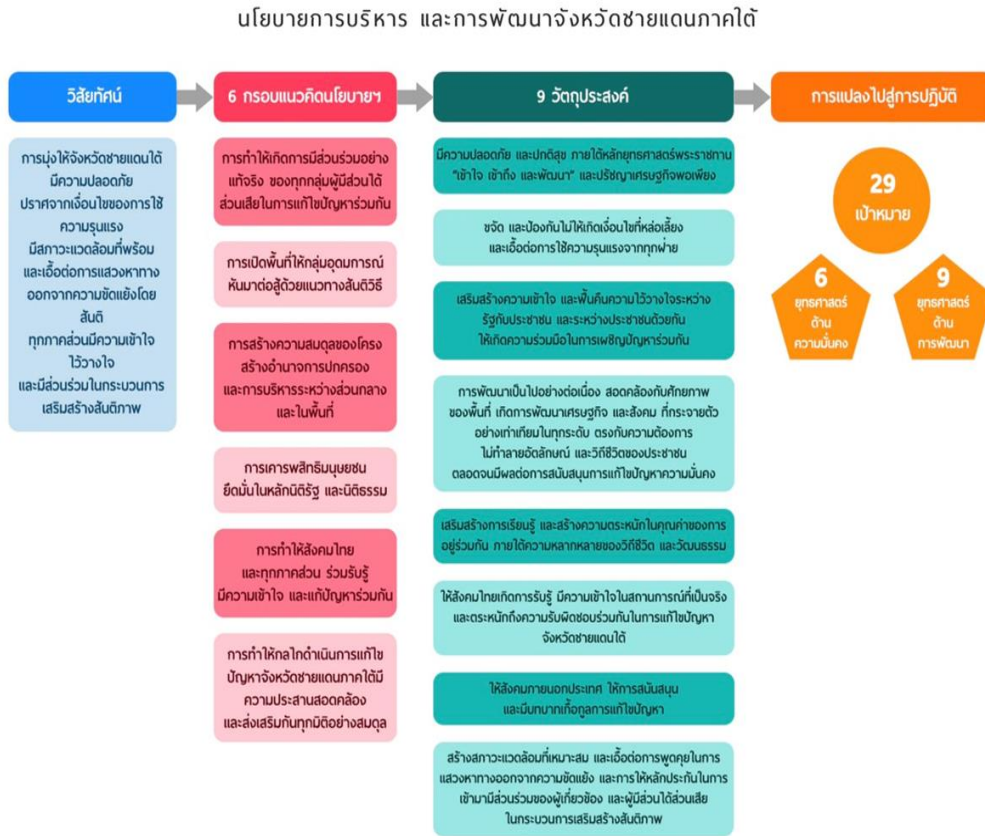 นโยบายการบริหาร และการพัฒนาจังหวัดชายแดนภาคใต้
วิสัยทัศน์
การมุ่งให้จังหวัดชายแดนใต้
มีความปลอดภัย
ปราศจากเงื่อนไขของการใช้
ความรุนแรง
มีสภาวะแวดล้อมที่พร้อม
และเอื้อต่อการแสวงหาทาง
ออกจากความขัดแย้งโดย
สันติ
ทุกภาคส่วนมีความเข้าใจ
ไว้วางใจ
และมีส่วนร่วมในกระบวนการ
เสริมสร้างสันติภาพ
6 กรอบแนวคิดนโยบายฯ
การทำให้เกิดการมีส่วนร่วมอย่าง
แท้จริง ของทุกกลุ่มผู้มีส่วนได้
ส่วนเสียในการแก้ไขปัญหาร่วมกัน
การเปิดพื้นที่ให้กลุ่มอุดมการณ์
หันมาต่อสู้ด้วยแนวทางสันติวิธี
การสร้างความสมดุลของโครง
สร้างอำนาจการปกครอง
และการบริหารระหว่างส่วนกลาง
และในพื้นที่
การเคารพสิทธิมนุษยชน
ยึดมั่นในหลักนิติรัฐ และนิติธรรม
การทำให้สังคมไทย
และทุกภาคส่วน ร่วมรับรู้
มีความเข้าใจ และแก้ปัญหาร่วมกัน
การทำให้กลไกดำเนินการแก้ไข
ปัญหาจังหวัดชายแดนภาคใต้มี
ความประสานสอดคล้อง
และส่งเสริมกันทุกมิติอย่างสมดุล
9 วัตถุประสงค์
มีความปลอดภัย และปกติสุข ภายใต้หลักยุทธศาสตร์พระราชทาน
"เข้าใจ เข้าถึง และพัฒนา" และปรัชญาเศรษฐกิจพอเพียง
ขจัด และป้องกันไม่ให้เกิดเงื่อนไขที่หล่อเลี้ยง
และเอื้อต่อการใช้ความรุนแรงจากทุกฝ่าย
เสริมสร้างความเข้าใจ และฟื้นคืนความไว้วางใจระหว่าง
รัฐกับประชาชน และระหว่างประชาชนด้วยกัน
ให้เกิดความร่วมมือในการเผชิญปัญหาร่วมกัน
การพัฒนาเป็นไปอย่างต่อเนื่อง สอดคล้องกับศักยภาพ
ของพื้นที่ เกิดการพัฒนาเศรษฐกิจ และสังคม ที่กระจายตัว
อย่างเท่าเทียมในทุกระดับ ตรงกับความต้องการ
ไม่ทำลายอัตลักษณ์ และวิถีชีวิตของประชาชน
ตลอดจนมีผลต่อการสนับสนุนการแก้ไขปัญหาความมั่นคง
เสริมสร้างการเรียนรู้ และสร้างความตระหนักในคุณค่าของการ
อยู่ร่วมกัน ภายใต้ความหลากหลายของวิถีชีวิต และวัฒนธรรม
ให้สังคมไทยเกิดการรับรู้ มีความเข้าใจในสถานการณ์ที่เป็นจริง
และตระหนักถึงความรับผิดชอบร่วมกันในการแก้ไขปัญหา
จังหวัดชายแดนใต้
ให้สังคมภายนอกประเทศ ให้การสนับสนุน
และมีบทบาทเกื้อกูลการแก้ไขปัญหา
สร้างสภาวะแวดล้อมที่เหมาะสม และเอื้อต่อการพูดคุยในการ
แสวงหาทางออกจากความขัดแย้ง และการให้หลักประกันในการ
เข้ามามีส่วนร่วมของผู้เกี่ยวข้อง และผู้มีส่วนได้ส่วนเสีย
ในกระบวนการเสริมสร้างสันติภาพ
การแปลงไปสู่การปฏิบัติ
29
เป้าหมาย
6
ยุทธศาสตร์
ด้าน
ความมั่นคง
9
ยุทธศาสตร์
ด้าน
การพัฒนา